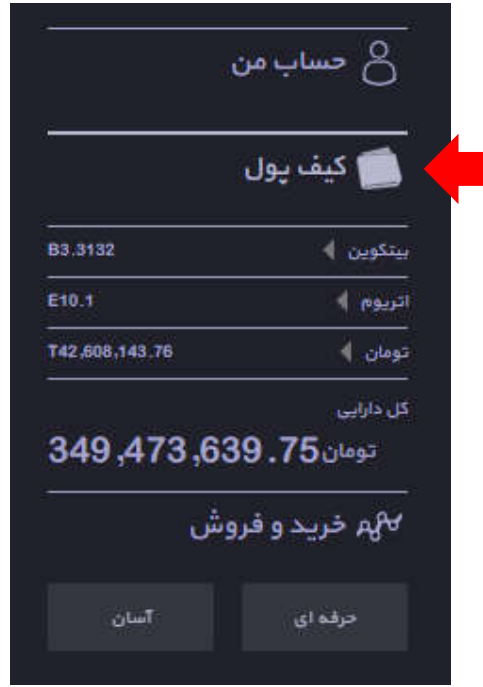 حساب من
کیف پول
بیتکوین B3.3132
اتریوم E10.1
تومان T42,608,143.76
کل دارایی
349,473,639.75 تومان
خرید و فروش
حرفه ای آسان